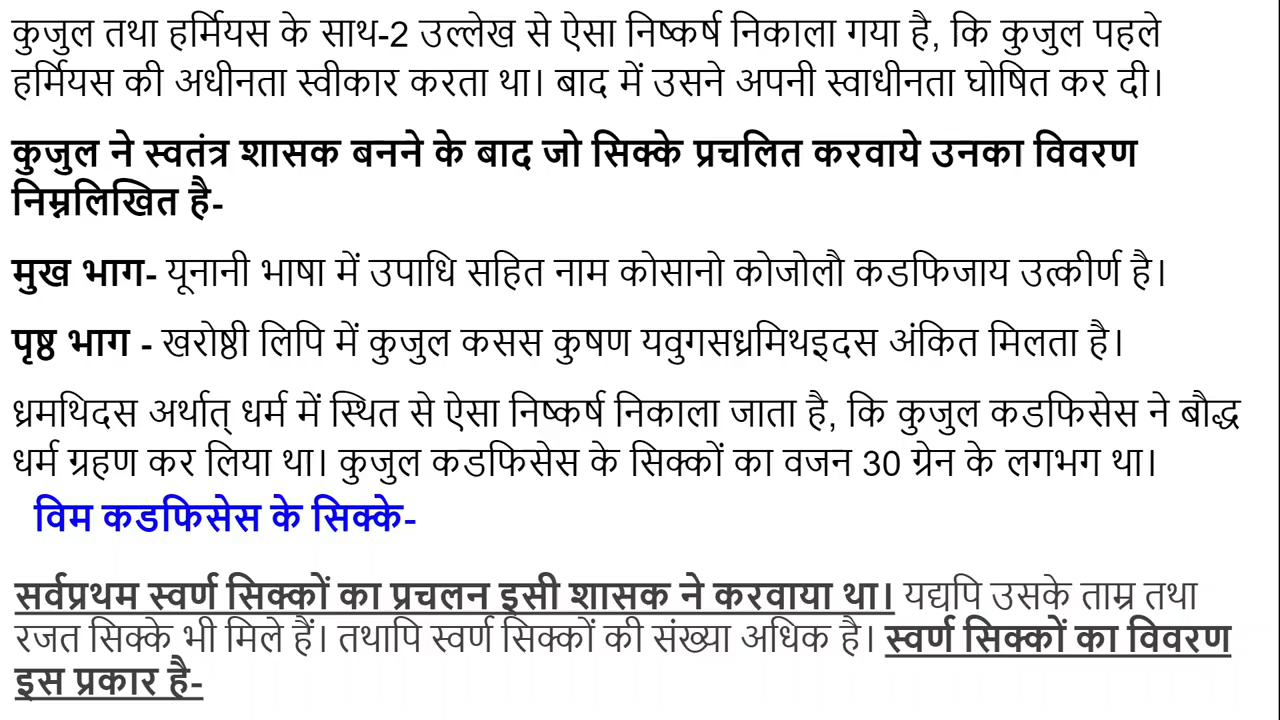 कुजुल तथा हर्मियस के साथ-2 उल्लेख से ऐसा निष्कर्ष निकाला गया है, कि कुजुल पहले
हर्मियस की अधीनता स्वीकार करता था। बाद में उसने अपनी स्वाधीनता घोषित कर दी।
कुजुल ने स्वतंत्र शासक बनने के बाद जो सिक्के प्रचलित करवाये उनका विवरण
निम्नलिखित है-
मुख भाग- यूनानी भाषा में उपाधि सहित नाम कोसानो कोजोलौ कडफिजाय उत्कीर्ण है।
पृष्ठ भाग - खरोष्ठी लिपि में कुजुल कसस कुषण यवुगसध्रमिथइदस अंकित मिलता है।
ध्रमथिदस अर्थात् धर्म में स्थित से ऐसा निष्कर्ष निकाला जाता है, कि कुजुल कडफिसेस ने बौद्ध
धर्म ग्रहण कर लिया था। कुजुल कडफिसेस के सिक्कों का वजन 30 ग्रेन के लगभग था।
विम कडफिसेस के सिक्के-
सर्वप्रथम स्वर्ण सिक्कों का प्रचलन इसी शासक ने करवाया था। यद्यपि उसके ताम्र तथा
रजत सिक्के भी मिले हैं। तथापि स्वर्ण सिक्कों की संख्या अधिक है। स्वर्ण सिक्कों का विवरण
इस प्रकार है-